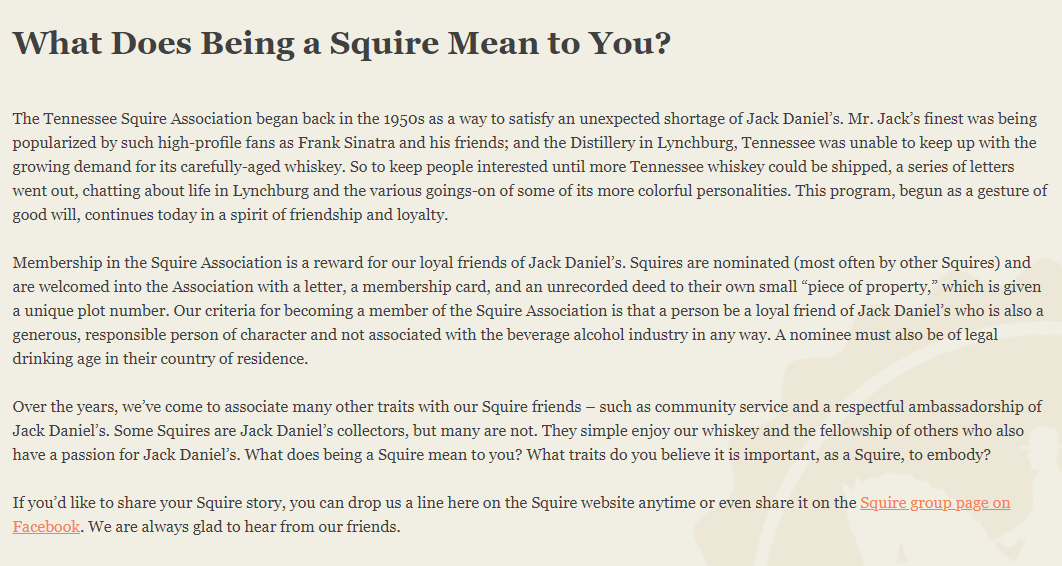 What Does Being a Squire Mean to You?
The Tennessee Squire Association began back in the 1950s as a way to satisfy an unexpected shortage of Jack Daniel’s. Mr. Jack’s finest was being
popularized by such high-profile fans as Frank Sinatra and his friends; and the Distillery in Lynchburg, Tennessee was unable to keep up with the
growing demand for its carefully-aged whiskey. So to keep people interested until more Tennessee whiskey could be shipped, a series of letters
went out, chatting about life in Lynchburg and the various goings-on of some of its more colorful personalities. This program, begun as a gesture of
good will, continues today in a spirit of friendship and loyalty.
Membership in the Squire Association is a reward for our loyal friends of Jack Daniel’s. Squires are nominated (most often by other Squires) and
are welcomed into the Association with a letter, a membership card, and an unrecorded deed to their own small “piece of property,” which is given
a unique plot number. Our criteria for becoming a member of the Squire Association is that a person be a loyal friend of Jack Daniel’s who is also a
generous, responsible person of character and not associated with the beverage alcohol industry in any way. A nominee must also be of legal
drinking age in their country of residence.
Over the years, we’ve come to associate many other traits with our Squire friends – such as community service and a respectful ambassadorship of
Jack Daniel’s. Some Squires are Jack Daniel’s collectors, but many are not. They simple enjoy our whiskey and the fellowship of others who also
have a passion for Jack Daniel’s. What does being a Squire mean to you? What traits do you believe it is important, as a Squire, to embody?
If you’d like to share your Squire story, you can drop us a line here on the Squire website anytime or even share it on the Squire group page on
Facebook. We are always glad to hear from our friends.